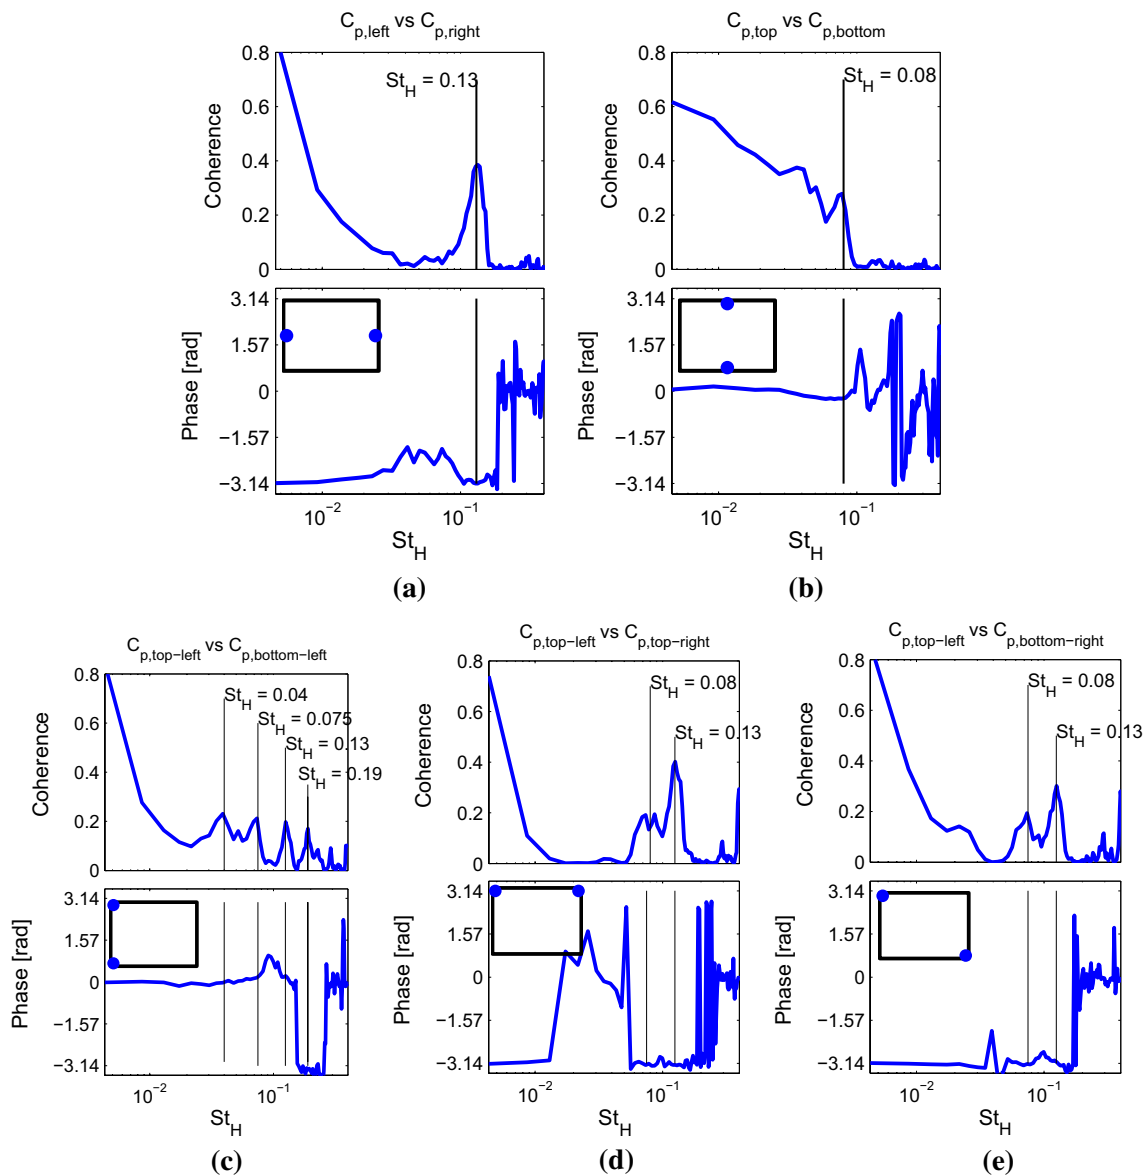 C_p,left vs C_p,right
C_p,top vs C_p,bottom
0.8
0.6
0.4
0.2
0
Coherence
St_H = 0.13
0.8
0.6
0.4
0.2
0
Coherence
St_H = 0.08
3.14
1.57
0
−1.57
−3.14
Phase [rad]
10^−2
10^−1
St_H
3.14
1.57
0
−1.57
−3.14
Phase [rad]
10^−2
10^−1
St_H
(a)
(b)
C_p,top−left vs C_p,bottom−left
C_p,top−left vs C_p,top−right
C_p,top−left vs C_p,bottom−right
0.8
0.6
0.4
0.2
0
Coherence
St_H = 0.04
St_H = 0.075
St_H = 0.13
St_H = 0.19
0.8
0.6
0.4
0.2
0
Coherence
St_H = 0.08
St_H = 0.13
0.8
0.6
0.4
0.2
0
Coherence
St_H = 0.08
St_H = 0.13
3.14
1.57
0
−1.57
−3.14
Phase [rad]
10^−2
10^−1
St_H
3.14
1.57
0
−1.57
−3.14
Phase [rad]
10^−2
10^−1
St_H
3.14
1.57
0
−1.57
−3.14
Phase [rad]
10^−2
10^−1
St_H
(c)
(d)
(e)